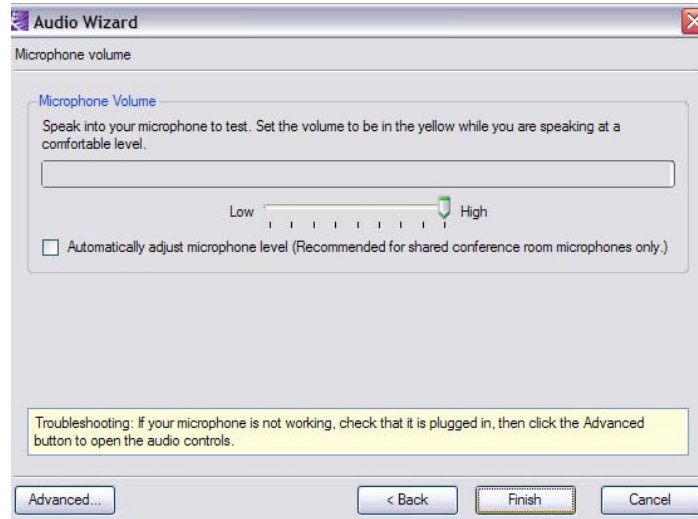 Audio Wizard
Microphone volume
Microphone Volume
Speak into your microphone to test. Set the volume to be in the yellow while you are speaking at a
comfortable level.
Low High
Automatically adjust microphone level (Recommended for shared conference room microphones only.)
Troubleshooting: If your microphone is not working, check that it is plugged in, then click the Advanced
button to open the audio controls.
Advanced... < Back Finish Cancel